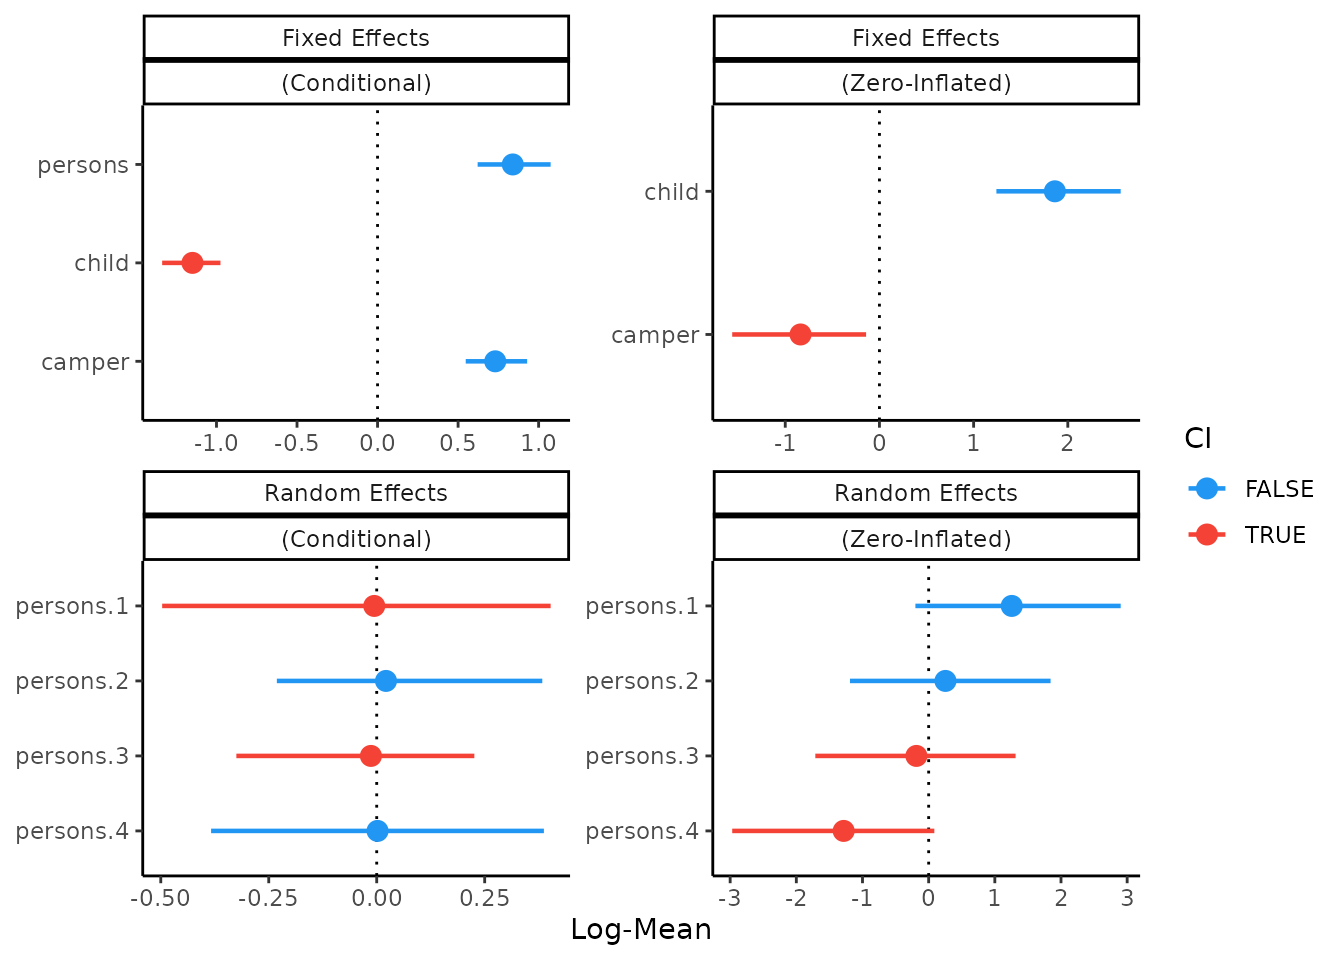 Fixed Effects
(Conditional)
persons
child
camper
-1.0 -0.5 0.0 0.5 1.0
Fixed Effects
(Zero-Inflated)
child
camper
-1 0 1 2
Random Effects
(Conditional)
persons.1
persons.2
persons.3
persons.4
-0.50 -0.25 0.00 0.25
Random Effects
(Zero-Inflated)
persons.1
persons.2
persons.3
persons.4
-3 -2 -1 0 1 2 3
Log-Mean
CI
FALSE
TRUE